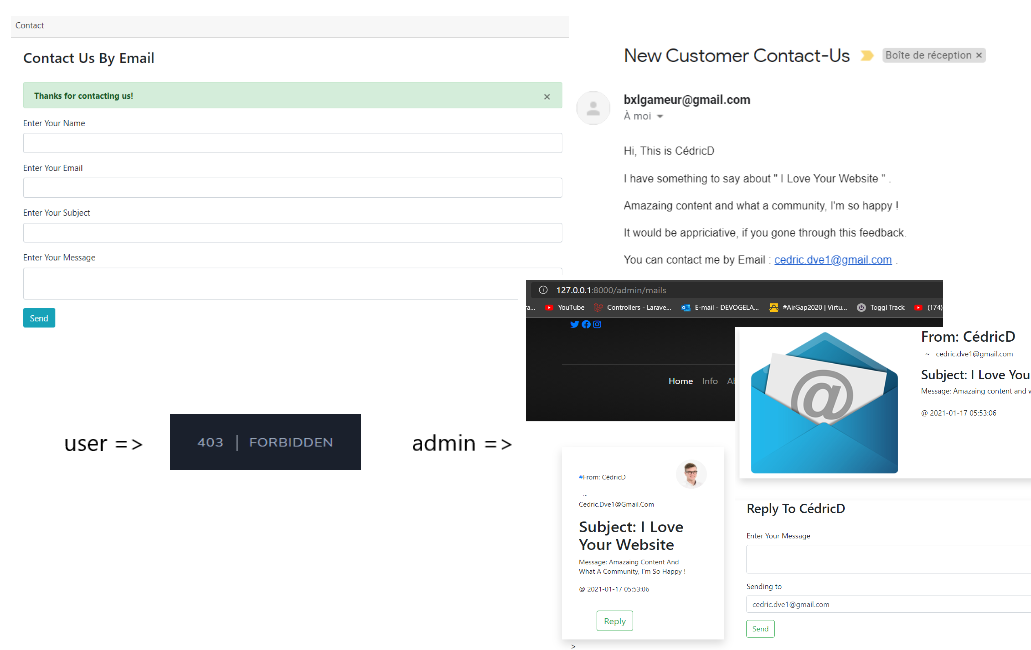 Contact
Contact Us By Email
Thanks for contacting us!
×
Enter Your Name
Enter Your Email
Enter Your Subject
Enter Your Message
Send
New Customer Contact-Us
Boîte de réception ×
bxlgameur@gmail.com
À moi
Hi, This is CédricD
I have something to say about " I Love Your Website " .
Amazaing content and what a community, I'm so happy !
It would be appriciative, if you gone through this feedback.
You can contact me by Email : cedric.dve1@gmail.com .
user =>
403 | FORBIDDEN
admin =>
127.0.0.1:8000/admin/mails
a... YouTube Controllers - Larave... E-mail - DEVOGELA... #AirGap2020 | Virtu... Toggl Track (174)
Home Info
@
From: CédricD
~ cedric.dve1@gmail.com
Subject: I Love You
Message: Amazaing content and
@ 2021-01-17 05:53:06
#From: CédricD
~
Cedric.Dve1@Gmail.Com
Subject: I Love
Your Website
Message: Amazaing Content And
What A Community, I'm So Happy !
@ 2021-01-17 05:53:06
Reply
>
Reply To CédricD
Enter Your Message
Sending to
cedric.dve1@gmail.com
Send